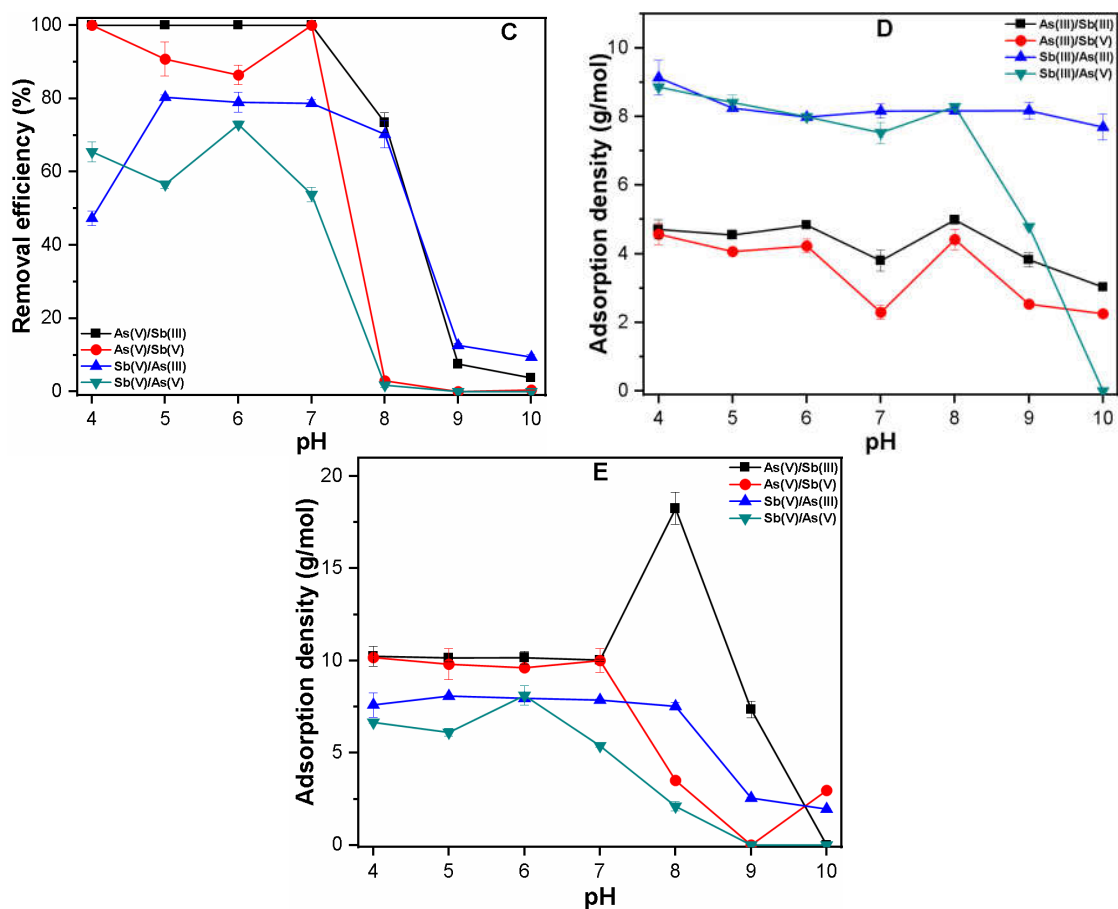 C
Removal efficiency (%)
100
80
60
40
20
0
As(V)/Sb(III)
As(V)/Sb(V)
Sb(V)/As(III)
Sb(V)/As(V)
4 5 6 7 8 9 10
pH
D
Adsorption density (g/mol)
10
8
6
4
2
0
As(III)/Sb(III)
As(III)/Sb(V)
Sb(III)/As(III)
Sb(III)/As(V)
4 5 6 7 8 9 10
pH
E
Adsorption density (g/mol)
20
15
10
5
0
As(V)/Sb(III)
As(V)/Sb(V)
Sb(V)/As(III)
Sb(V)/As(V)
4 5 6 7 8 9 10
pH